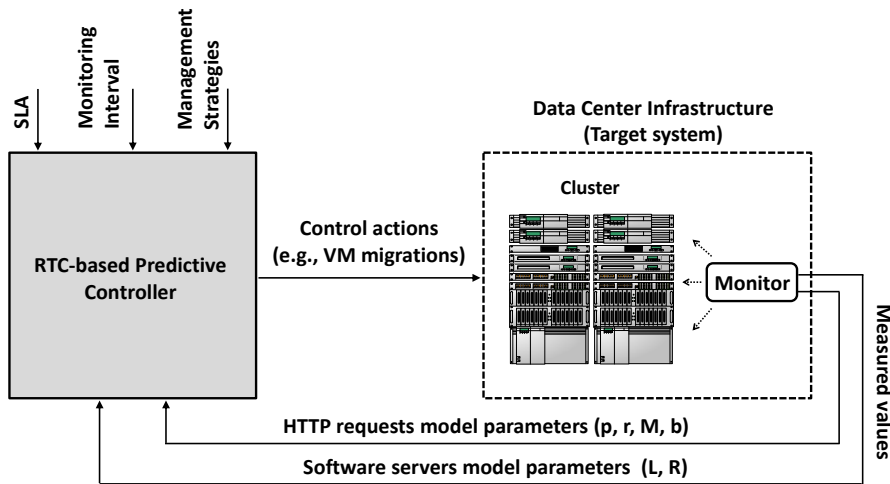 SLA
Monitoring
Interval
Management
Strategies
Data Center Infrastructure
(Target system)
Cluster
Control actions
(e.g., VM migrations)
RTC-based Predictive
Controller
Monitor
Measured values
HTTP requests model parameters (p, r, M, b)
Software servers model parameters (L, R)